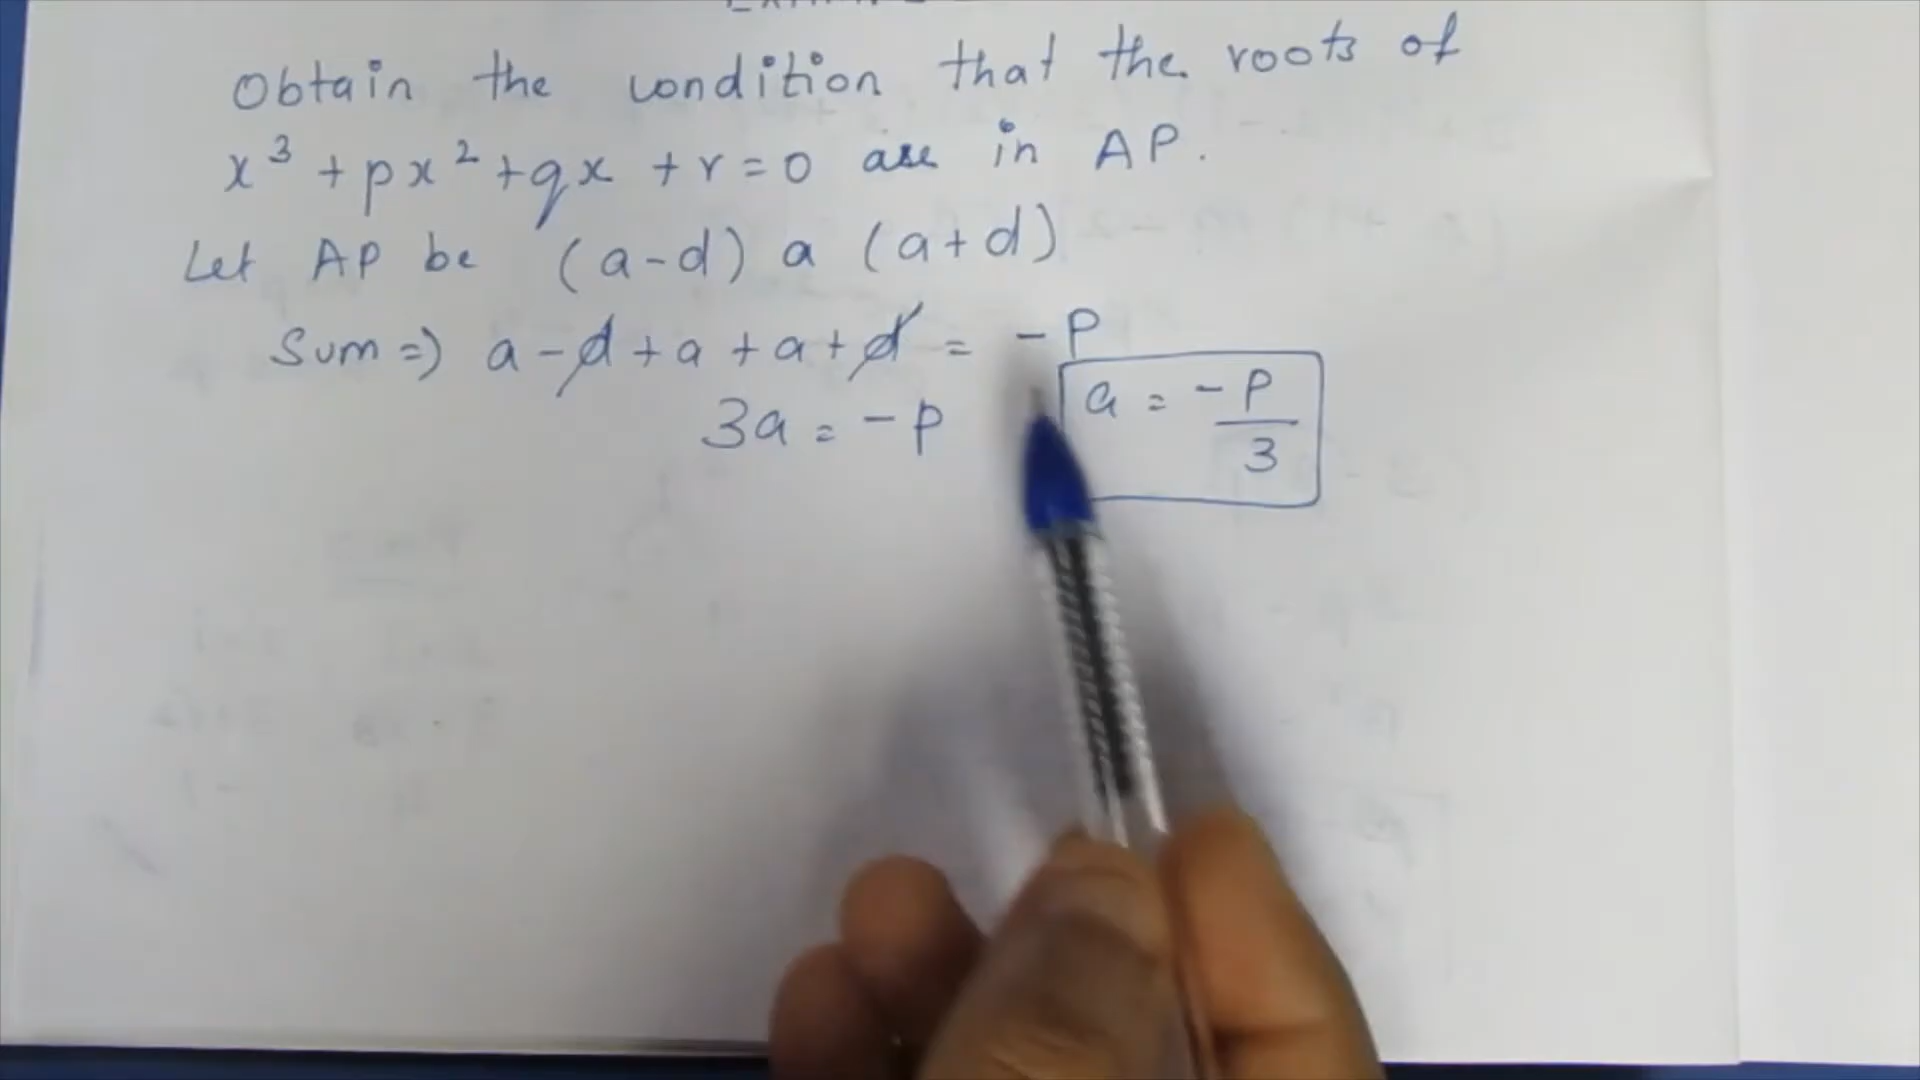 Obtain the condition that the roots of
x³ + px² + qx + r = 0 are in AP.
Let AP be (a-d) a (a+d)
Sum => a - d + a + a + d = - P
3a = - p
a = - P/3